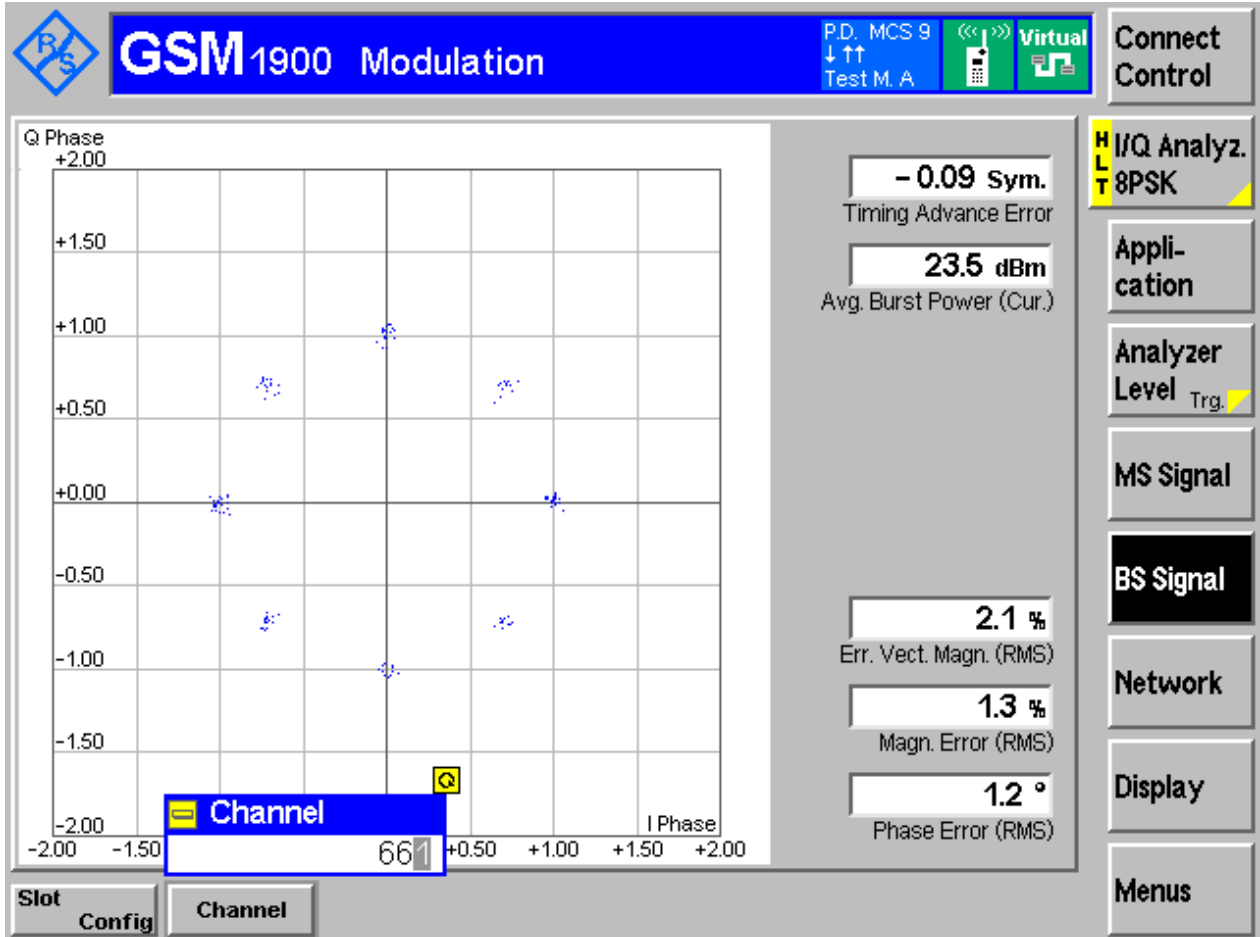 R/S
GSM 1900 Modulation
P.D. MCS 9
↓ ↑↑
Test M. A
Virtual
Connect
Control
Q Phase
+2.00
+1.50
+1.00
+0.50
+0.00
-0.50
-1.00
-1.50
-2.00
-2.00 -1.50 +0.50 +1.00 +1.50 +2.00
I Phase
Q
Channel
661
- 0.09 Sym.
Timing Advance Error
23.5 dBm
Avg. Burst Power (Cur.)
2.1 %
Err. Vect. Magn. (RMS)
1.3 %
Magn. Error (RMS)
1.2 °
Phase Error (RMS)
HLT
I/Q Analyz.
8PSK
Appli-
cation
Analyzer
Level Trg.
MS Signal
BS Signal
Network
Display
Menus
Slot
Config
Channel